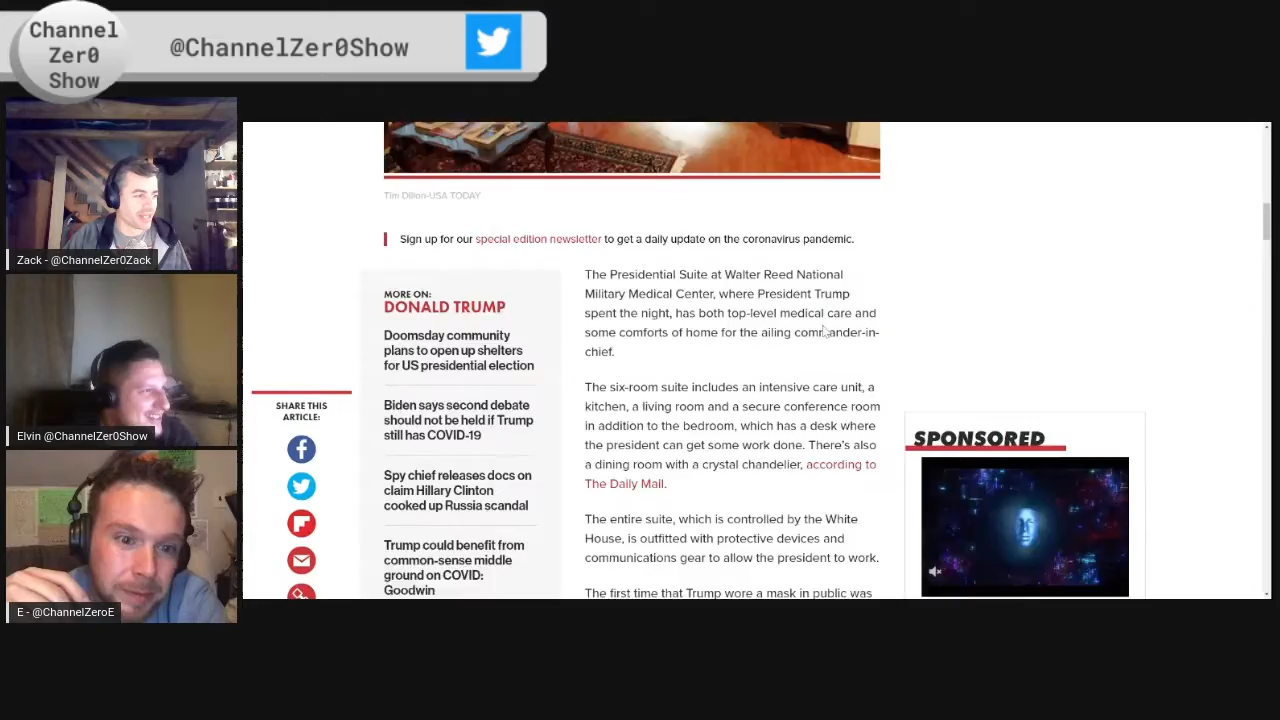 Channel
Zer0
Show
@ChannelZer0Show
Zack - @ChannelZer0Zack
Elvin @ChannelZer0Show
E - @ChannelZeroE
Tim Dillon-USA TODAY
Sign up for our special edition newsletter to get a daily update on the coronavirus pandemic.
SHARE THIS
ARTICLE:
MORE ON:
DONALD TRUMP
Doomsday community
plans to open up shelters
for US presidential election
Biden says second debate
should not be held if Trump
still has COVID-19
Spy chief releases docs on
claim Hillary Clinton
cooked up Russia scandal
Trump could benefit from
common-sense middle
ground on COVID:
Goodwin
The Presidential Suite at Walter Reed National
Military Medical Center, where President Trump
spent the night, has both top-level medical care and
some comforts of home for the ailing commander-in-
chief.
The six-room suite includes an intensive care unit, a
kitchen, a living room and a secure conference room
in addition to the bedroom, which has a desk where
the president can get some work done. There’s also
a dining room with a crystal chandelier, according to
The Daily Mail.
The entire suite, which is controlled by the White
House, is outfitted with protective devices and
communications gear to allow the president to work.
The first time that Trump wore a mask in public was
SPONSORED